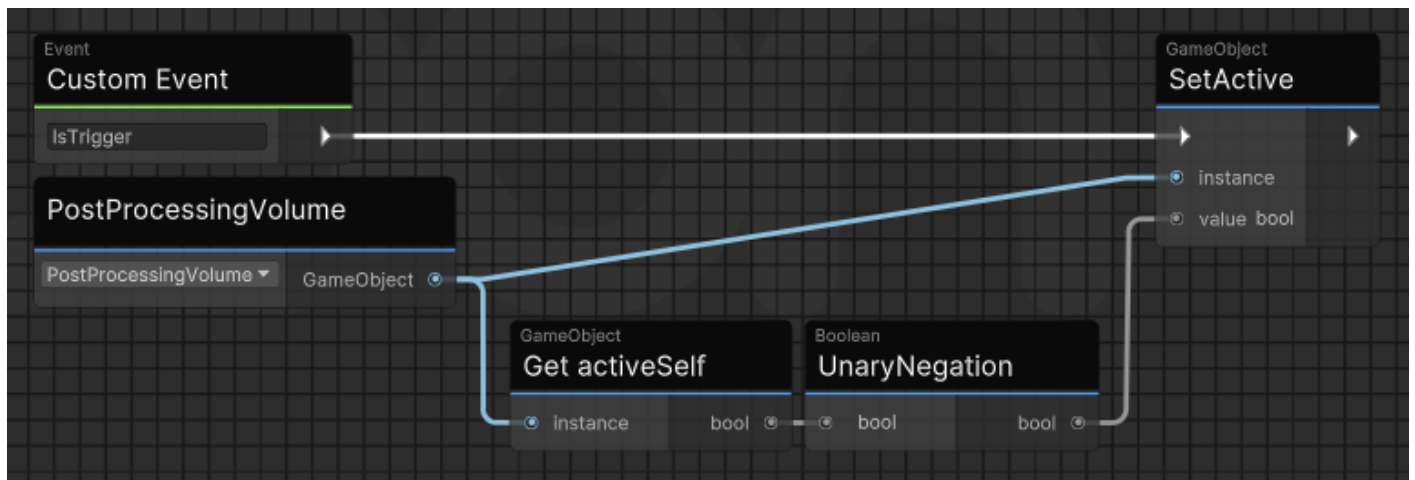 Event
Custom Event
IsTrigger
PostProcessingVolume
PostProcessingVolume
GameObject
GameObject
Get activeSelf
instance
bool
Boolean
UnaryNegation
bool
bool
GameObject
SetActive
instance
value bool